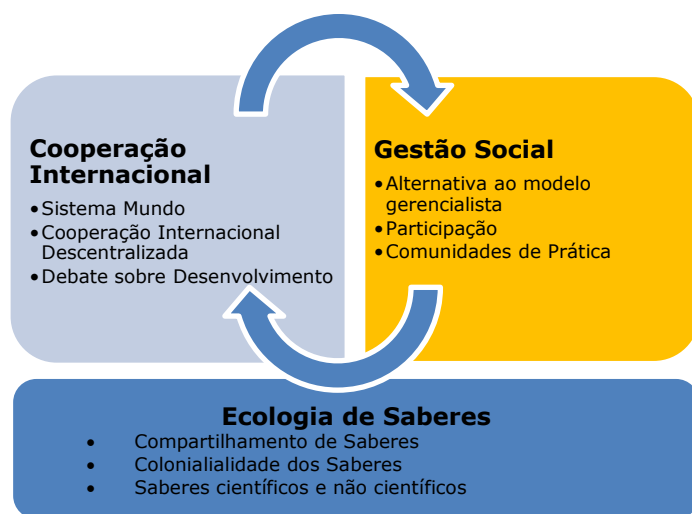 Cooperação
Internacional
•Sistema Mundo
•Cooperação Internacional
Descentralizada
•Debate sobre Desenvolvimento
Gestão Social
•Alternativa ao modelo
gerencialista
•Participação
•Comunidades de Prática
Ecologia de Saberes
• Compartilhamento de Saberes
• Colonialialidade dos Saberes
• Saberes científicos e não científicos